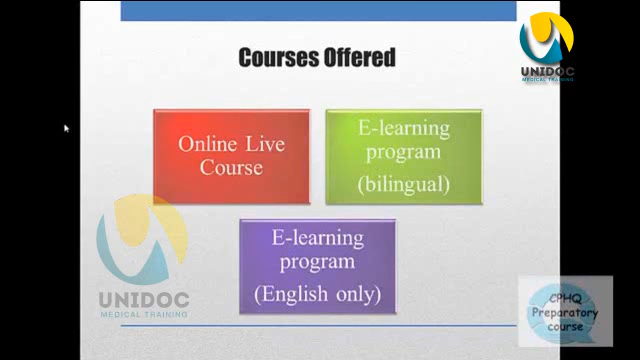 Courses Offered
UNIDOC
MEDICAL TRAINING
Online Live
Course
E-learning
program
(bilingual)
E-learning
program
(English only)
UNIDOC
MEDICAL TRAINING
CPHQ
Preparatory
course